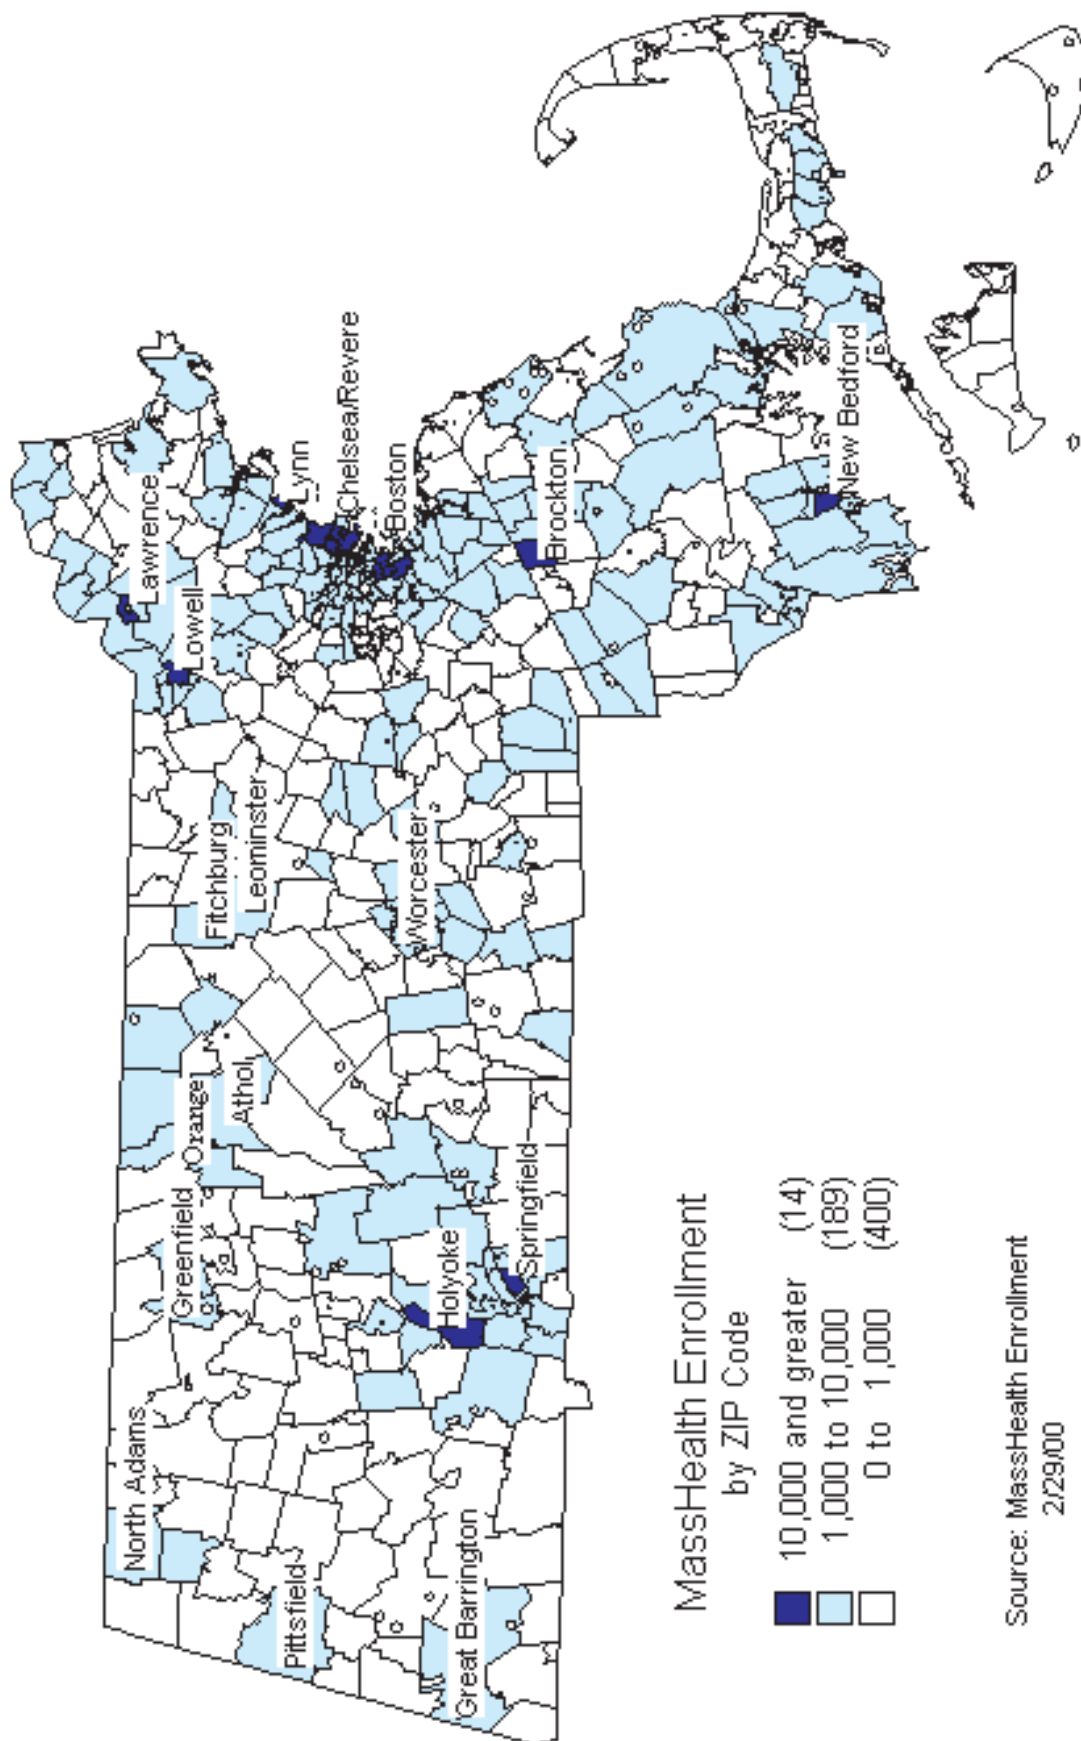 North Adams
Pittsfield
Great Barrington
Greenfield
Orange
Athol
Holyoke
Springfield
Fitchburg
Leominster
Worcester
Lowell
Lawrence
Lynn
Chelsea/Revere
Boston
Brockton
New Bedford
MassHealth Enrollment
by ZIP Code
10,000 and greater (14)
1,000 to 10,000 (189)
0 to 1,000 (400)
Source: MassHealth Enrollment
2/29/00